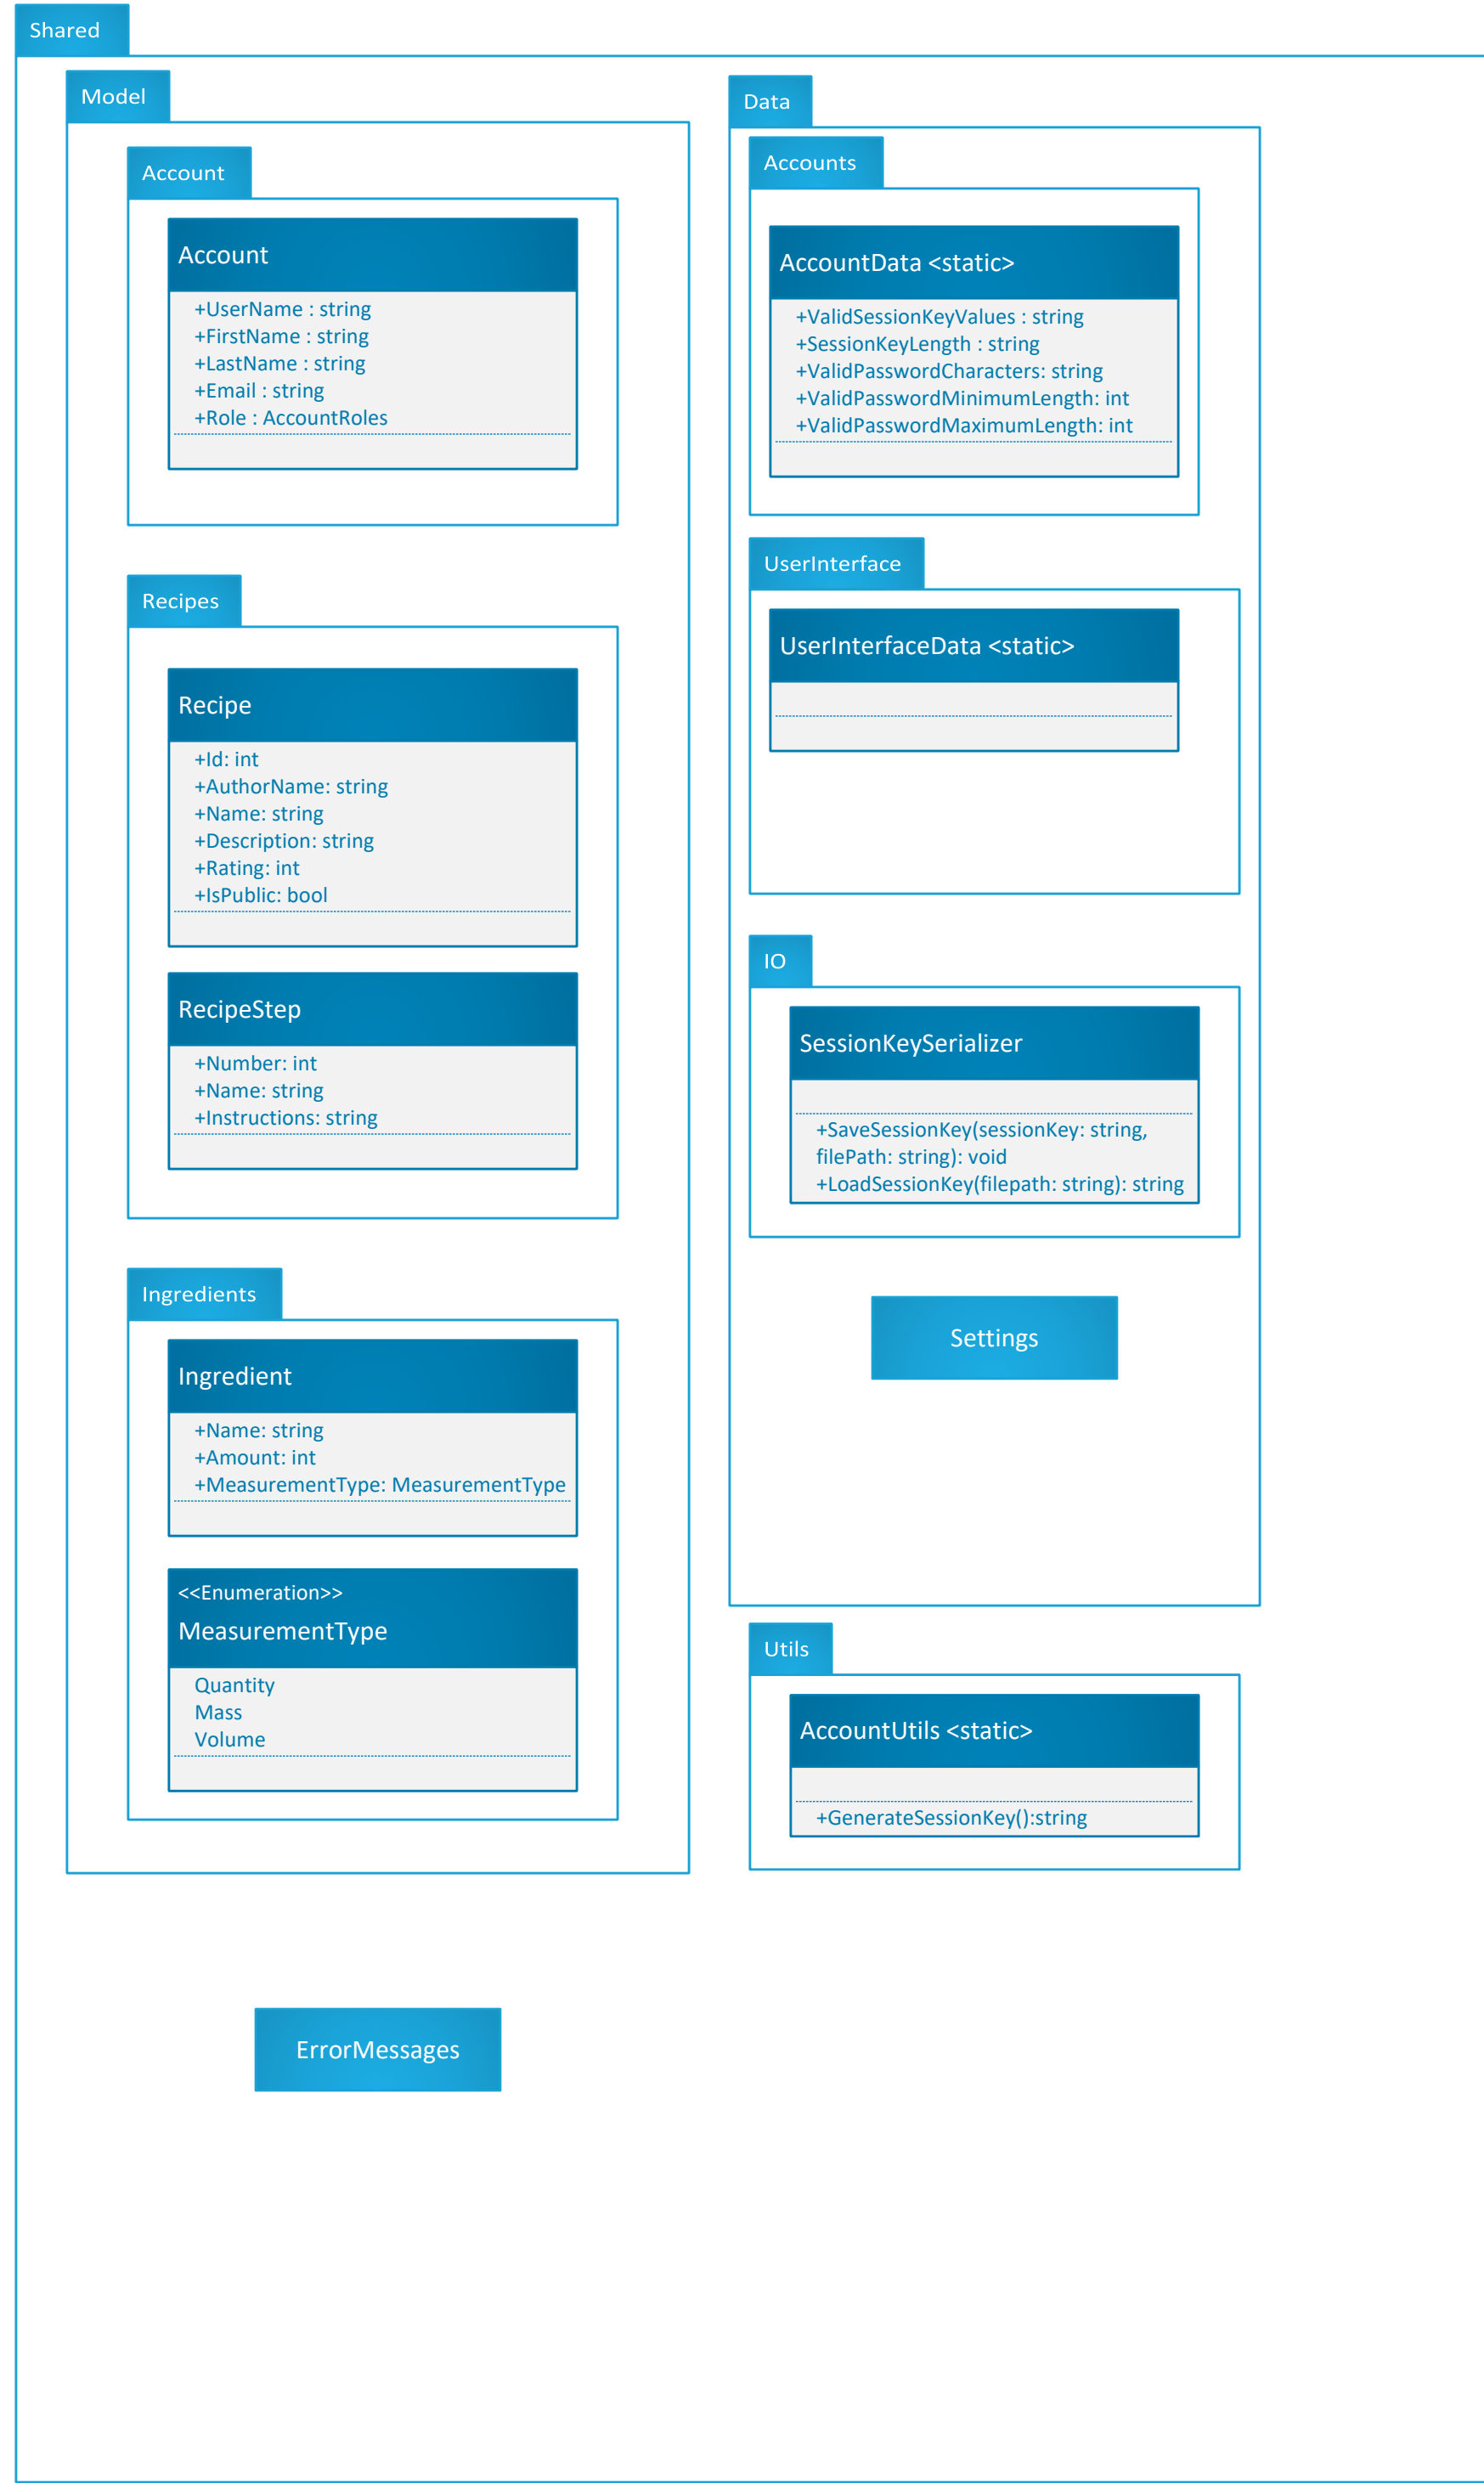 Shared
Model
Account
Account
+UserName : string
+FirstName : string
+LastName : string
+Email : string
+Role : AccountRoles
Recipes
Recipe
+Id: int
+AuthorName: string
+Name: string
+Description: string
+Rating: int
+IsPublic: bool
RecipeStep
+Number: int
+Name: string
+Instructions: string
Ingredients
Ingredient
+Name: string
+Amount: int
+MeasurementType: MeasurementType
<<Enumeration>>
MeasurementType
Quantity
Mass
Volume
ErrorMessages
Data
Accounts
AccountData <static>
+ValidSessionKeyValues : string
+SessionKeyLength : string
+ValidPasswordCharacters: string
+ValidPasswordMinimumLength: int
+ValidPasswordMaximumLength: int
UserInterface
UserInterfaceData <static>
IO
SessionKeySerializer
+SaveSessionKey(sessionKey: string,
filePath: string): void
+LoadSessionKey(filepath: string): string
Settings
Utils
AccountUtils <static>
+GenerateSessionKey():string